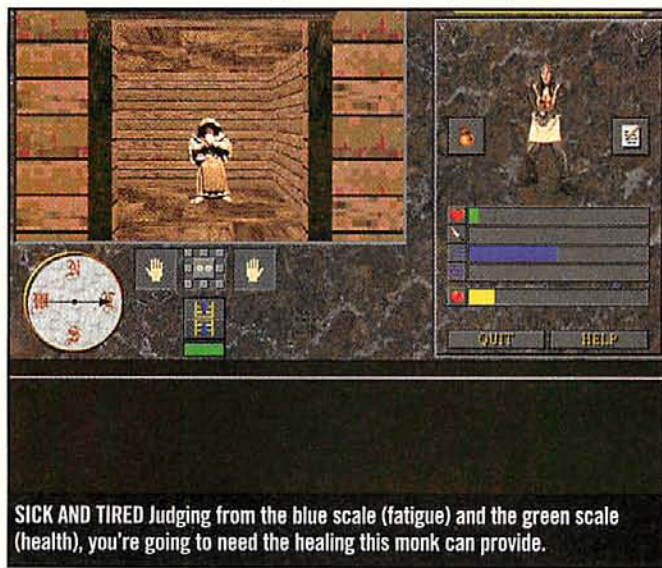 N
W
E
S
QUIT HELP
SICK AND TIRED Judging from the blue scale (fatigue) and the green scale
(health), you're going to need the healing this monk can provide.